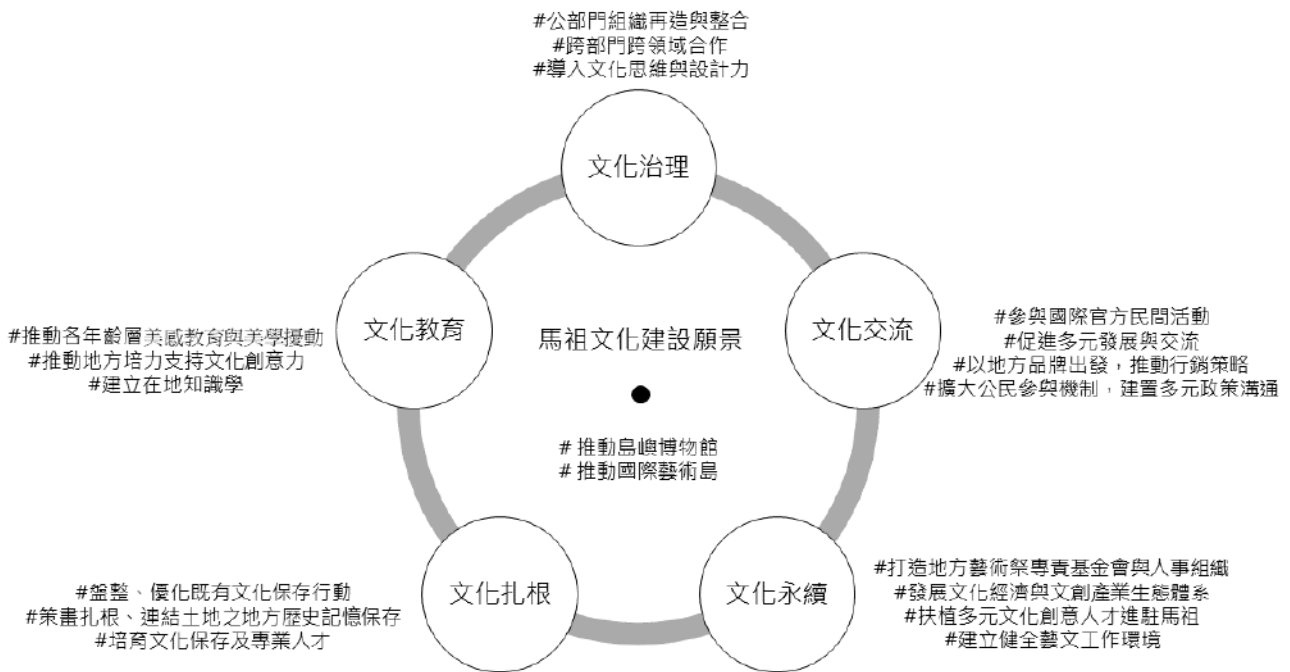 #公部門組織再造與整合
#跨部門跨領域合作
#導入文化思維與設計力
文化治理
文化教育
#推動各年齡層美感教育與美學擾動
#推動地方培力支持文化創意力
#建立在地知識學
馬祖文化建設願景
# 推動島嶼博物館
# 推動國際藝術島
文化交流
#參與國際官方民間活動
#促進多元發展與交流
#以地方品牌出發，推動行銷策略
#擴大公民參與機制，建置多元政策溝通
文化扎根
#盤整、優化既有文化保存行動
#策畫扎根、連結土地之地方歷史記憶保存
#培育文化保存及專業人才
文化永續
#打造地方藝術祭專責基金會與人事組織
#發展文化經濟與文創產業生態體系
#扶植多元文化創意人才進駐馬祖
#建立健全藝文工作環境